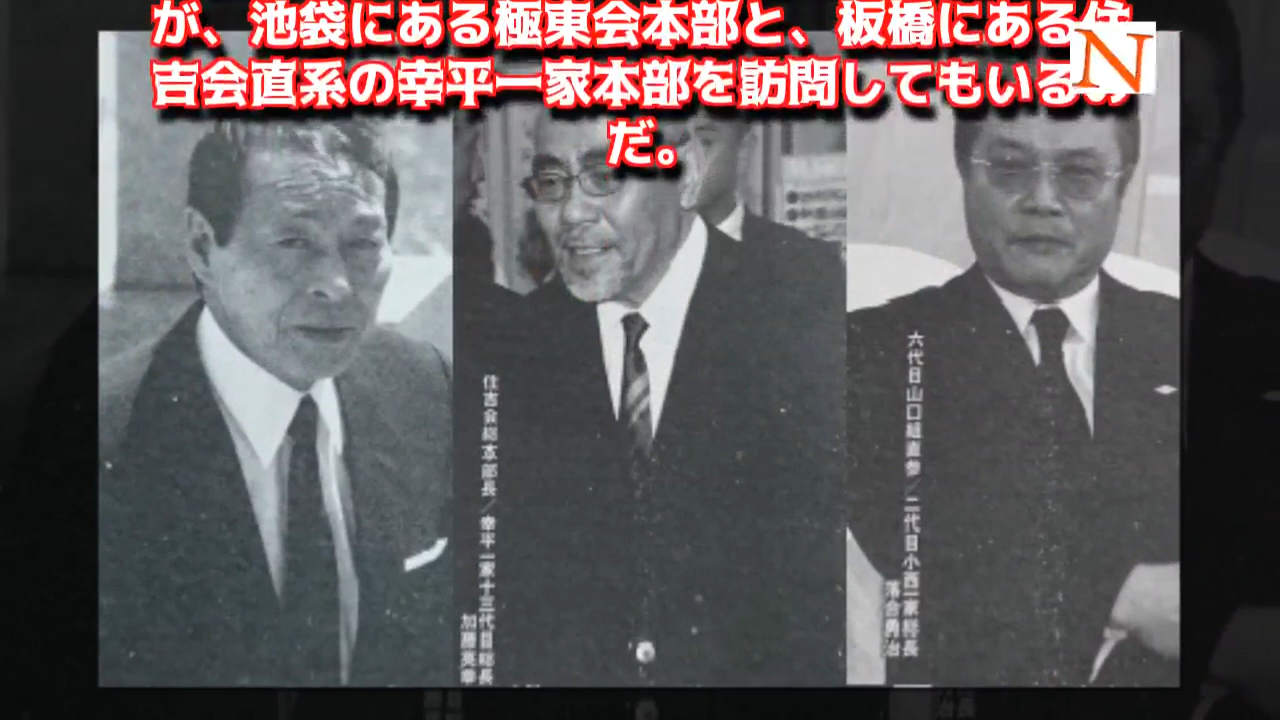 が、池袋にある極東会本部と、板橋にある住
吉会直系の幸平一家本部を訪問してもいるの
だ。
N
住吉会総本部長／幸平一家十三代目総長
加藤英幸
六代目山口組直参／二代目小西一家総長
落合勇治